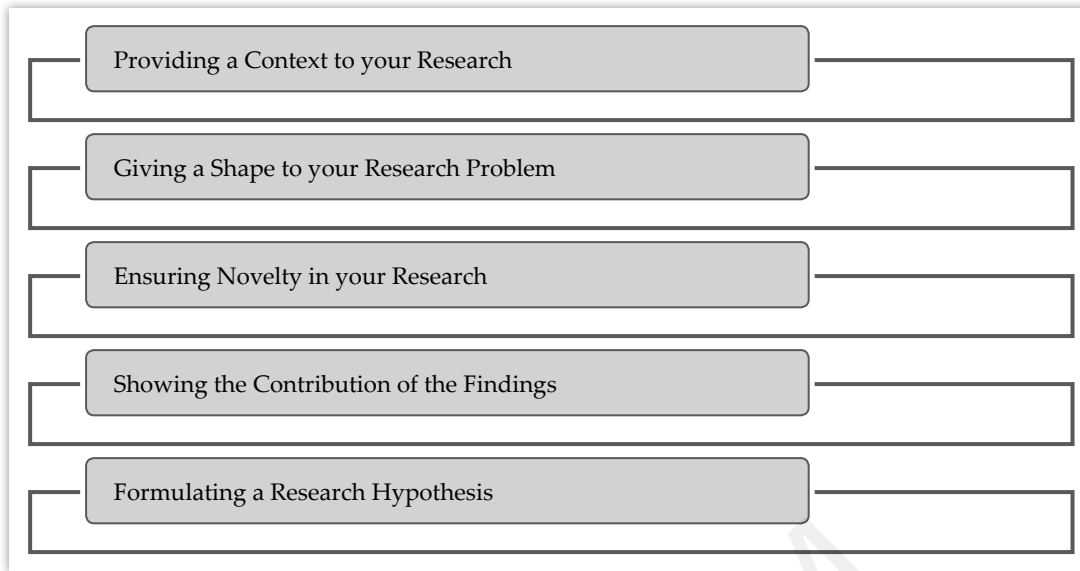 Providing a Context to your Research
Giving a Shape to your Research Problem
Ensuring Novelty in your Research
Showing the Contribution of the Findings
Formulating a Research Hypothesis